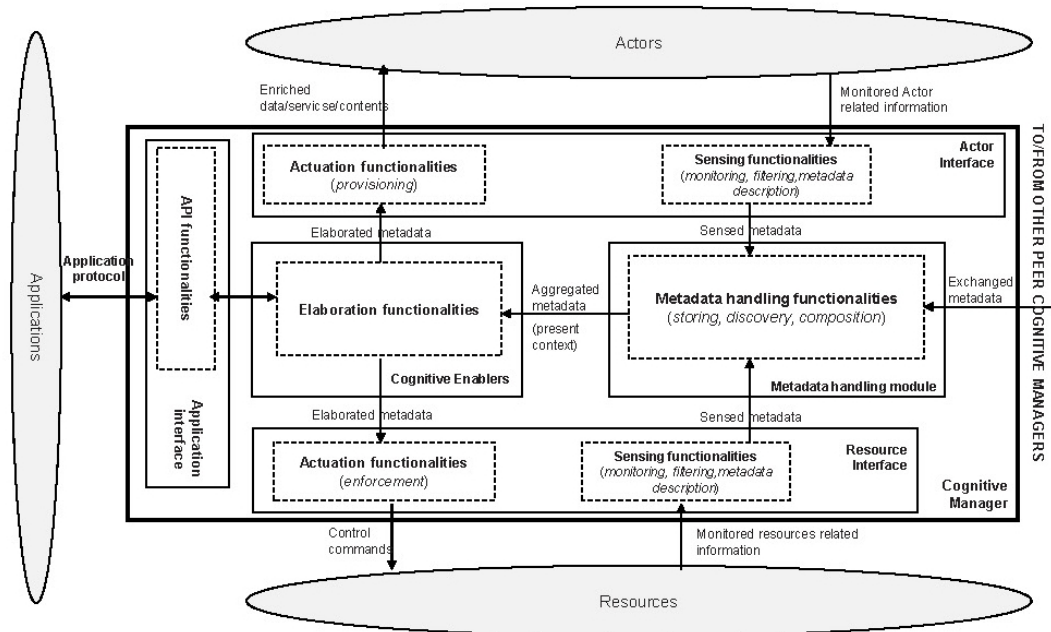 Actors
Enriched
data/servicse/contents
Monitored Actor
related information
Actuation functionalities
(provisioning)
Sensing functionalities
(monitoring, filtering,metadata
description)
Actor
Interface
TO/FROM OTHER PEER COGNITIVE MANAGERS
API functionalities
Elaborated metadata
Sensed metadata
Applications
Application
protocol
Elaboration functionalities
Cognitive Enablers
Aggregated
metadata
(present
context)
Metadata handling functionalities
(storing, discovery, composition)
Metadata handling module
Exchanged
metadata
Application
interface
Elaborated metadata
Sensed metadata
Actuation functionalities
(enforcement)
Sensing functionalities
(monitoring, filtering,metadata
description)
Resource
Interface
Cognitive
Manager
Control
commands
Monitored resources related
information
Resources